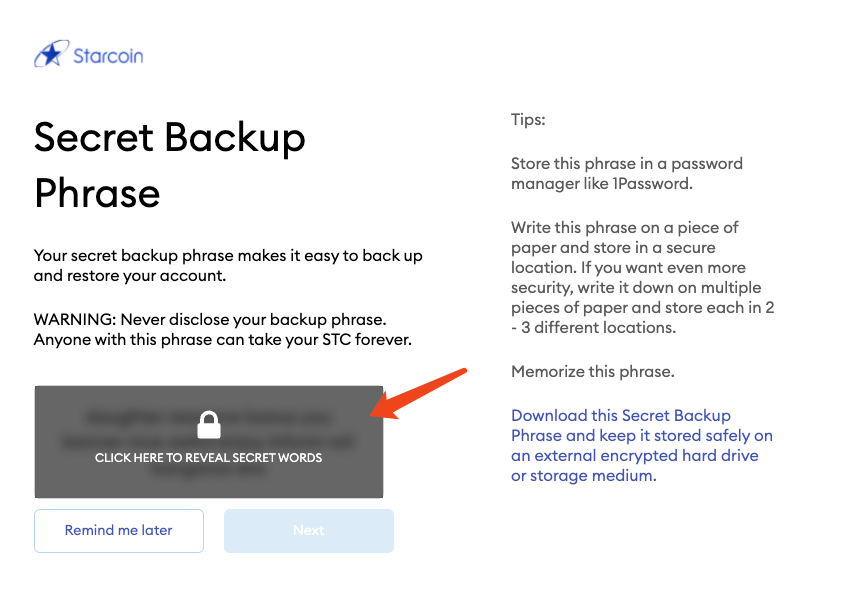 Starcoin
Secret Backup
Phrase
Your secret backup phrase makes it easy to back up
and restore your account.
WARNING: Never disclose your backup phrase.
Anyone with this phrase can take your STC forever.
CLICK HERE TO REVEAL SECRET WORDS
Remind me later
Next
Tips:
Store this phrase in a password
manager like 1Password.
Write this phrase on a piece of
paper and store in a secure
location. If you want even more
security, write it down on multiple
pieces of paper and store each in 2
- 3 different locations.
Memorize this phrase.
Download this Secret Backup
Phrase and keep it stored safely on
an external encrypted hard drive
or storage medium.